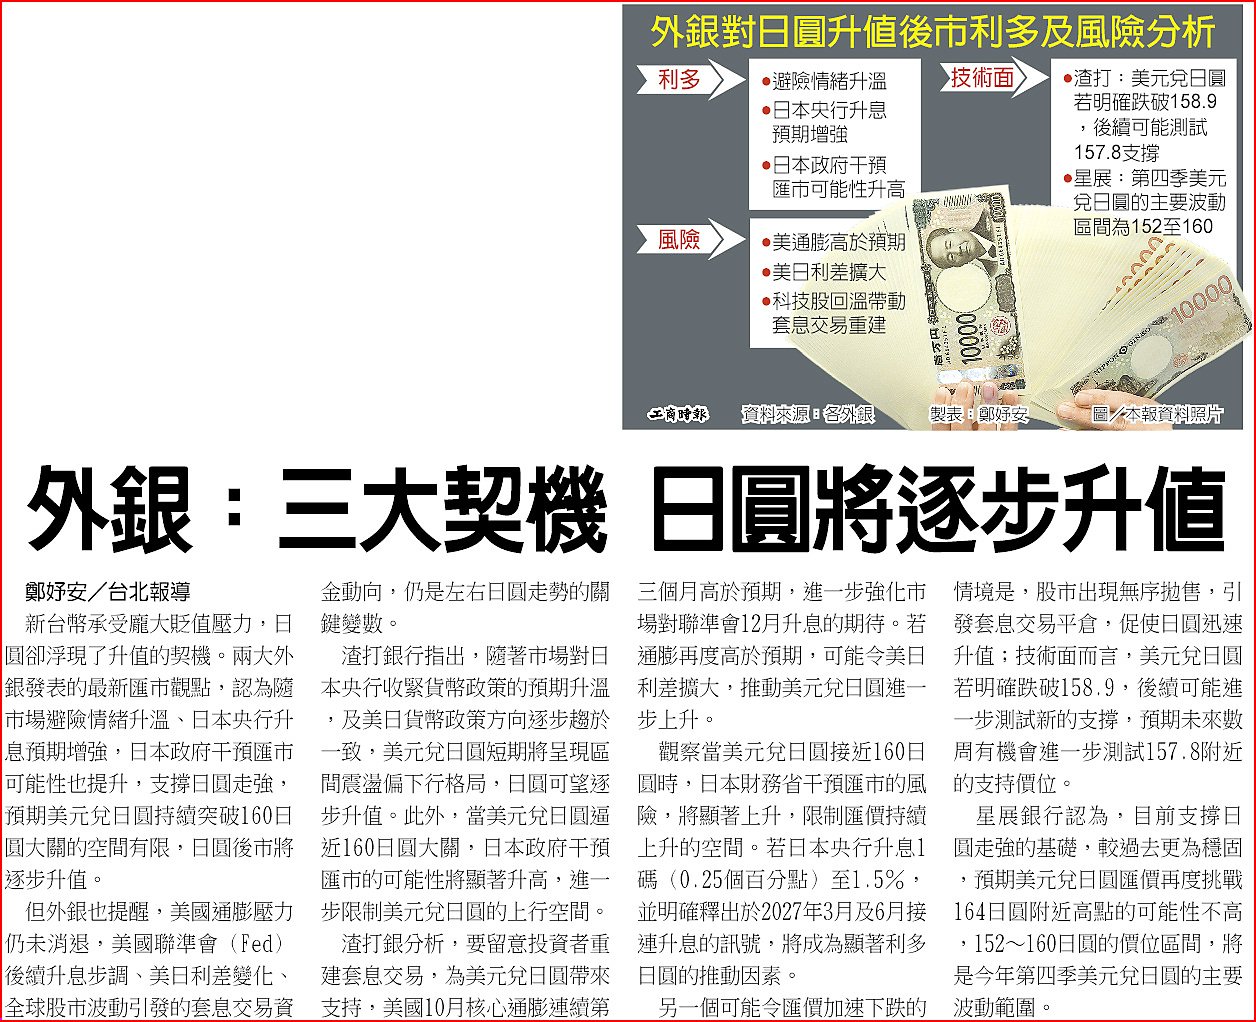 外銀對日圓升值後市利多及風險分析
利多
●避險情緒升溫
●日本央行升息
預期增強
●日本政府干預
匯市可能性升高
風險
●美通膨高於預期
●美日利差擴大
●科技股回溫帶動
套息交易重建
技術面
●渣打：美元兌日圓
若明確跌破158.9
，後續可能測試
157.8支撐
●星展：第四季美元
兌日圓的主要波動
區間為152至160
10000
10000
工商時報 資料來源：各外銀 製表：鄭妤安 圖／本報資料照片
外銀：三大契機 日圓將逐步升值
鄭妤安／台北報導
新台幣承受龐大貶值壓力，日
圓卻浮現了升值的契機。兩大外
銀發表的最新匯市觀點，認為隨
市場避險情緒升溫、日本央行升
息預期增強，日本政府干預匯市
可能性也提升，支撐日圓走強，
預期美元兌日圓持續突破160日
圓大關的空間有限，日圓後市將
逐步升值。
但外銀也提醒，美國通膨壓力
仍未消退，美國聯準會（Fed）
後續升息步調、美日利差變化、
全球股市波動引發的套息交易資
金動向，仍是左右日圓走勢的關
鍵變數。
渣打銀行指出，隨著市場對日
本央行收緊貨幣政策的預期升溫
，及美日貨幣政策方向逐步趨於
一致，美元兌日圓短期將呈現區
間震盪偏下行格局，日圓可望逐
步升值。此外，當美元兌日圓逼
近160日圓大關，日本政府干預
匯市的可能性將顯著升高，進一
步限制美元兌日圓的上行空間。
渣打銀分析，要留意投資者重
建套息交易，為美元兌日圓帶來
支持，美國10月核心通膨連續第
三個月高於預期，進一步強化市
場對聯準會12月升息的期待。若
通膨再度高於預期，可能令美日
利差擴大，推動美元兌日圓進一
步上升。
觀察當美元兌日圓接近160日
圓時，日本財務省干預匯市的風
險，將顯著上升，限制匯價持續
上升的空間。若日本央行升息1
碼（0.25個百分點）至1.5%，
並明確釋出於2027年3月及6月接
連升息的訊號，將成為顯著利多
日圓的推動因素。
另一個可能令匯價加速下跌的
情境是，股市出現無序拋售，引
發套息交易平倉，促使日圓迅速
升值；技術面而言，美元兌日圓
若明確跌破158.9，後續可能進
一步測試新的支撐，預期未來數
周有機會進一步測試157.8附近
的支持價位。
星展銀行認為，目前支撐日
圓走強的基礎，較過去更為穩固
，預期美元兌日圓匯價再度挑戰
164日圓附近高點的可能性不高
，152～160日圓的價位區間，將
是今年第四季美元兌日圓的主要
波動範圍。